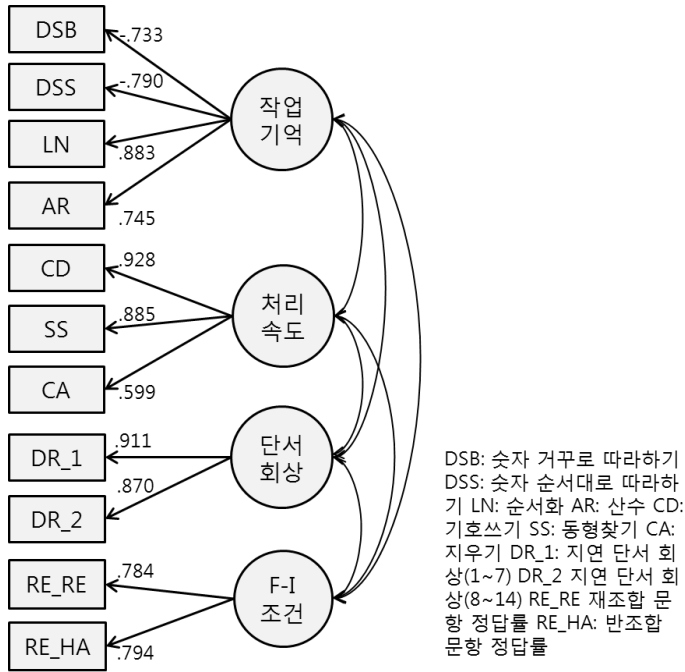 DSB
-.733
DSS
-.790
작업
기억
LN
.883
AR
.745
CD
.928
처리
속도
SS
.885
CA
.599
DR_1
.911
단서
회상
DR_2
.870
RE_RE
.784
F-I
조건
RE_HA
.794
DSB: 숫자 거꾸로 따라하기
DSS: 숫자 순서대로 따라하
기 LN: 순서화 AR: 산수 CD:
기호쓰기 SS: 동형찾기 CA:
지우기 DR_1: 지연 단서 회
상(1~7) DR_2 지연 단서 회
상(8~14) RE_RE 재조합 문
항 정답률 RE_HA: 반조합
문항 정답률